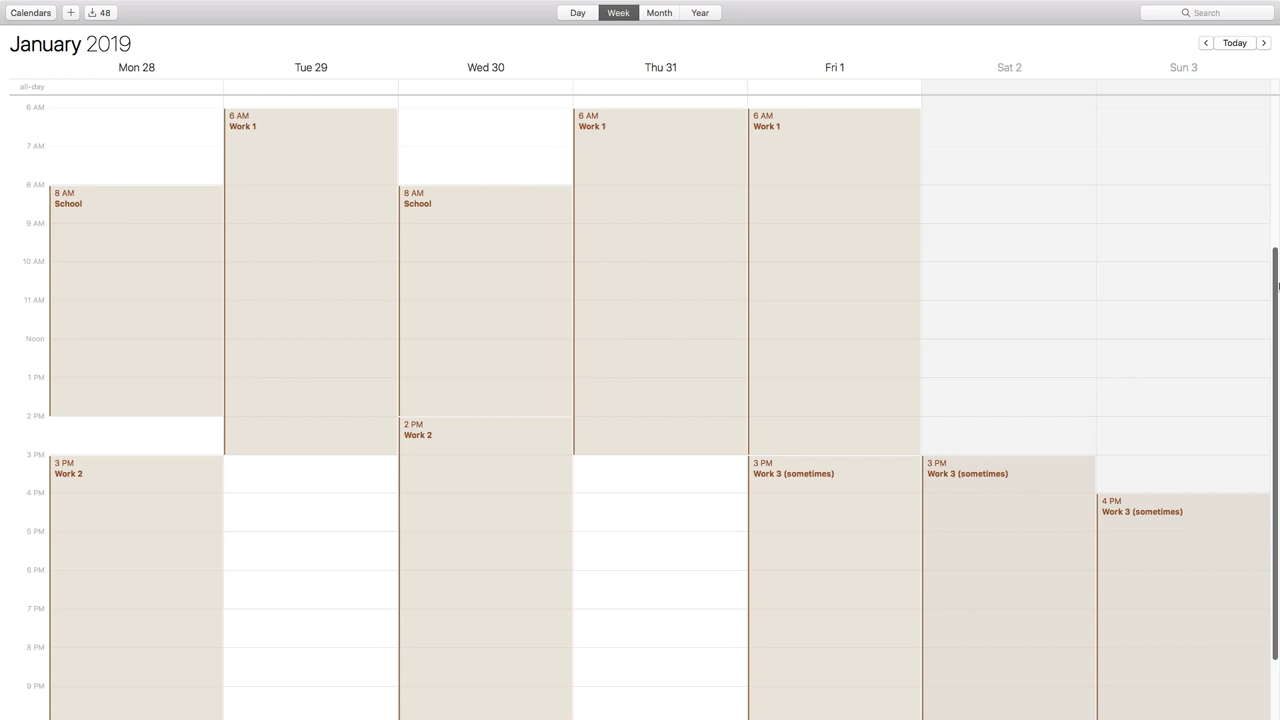 Calendars + 48 Day Week Month Year Search
January 2019
< Today >
Mon 28 Tue 29 Wed 30 Thu 31 Fri 1 Sat 2 Sun 3
all-day
6 AM
7 AM
8 AM
9 AM
10 AM
11 AM
Noon
1 PM
2 PM
3 PM
4 PM
5 PM
6 PM
7 PM
8 PM
9 PM
8 AM
School
3 PM
Work 2
6 AM
Work 1
8 AM
School
2 PM
Work 2
6 AM
Work 1
6 AM
Work 1
3 PM
Work 3 (sometimes)
3 PM
Work 3 (sometimes)
4 PM
Work 3 (sometimes)